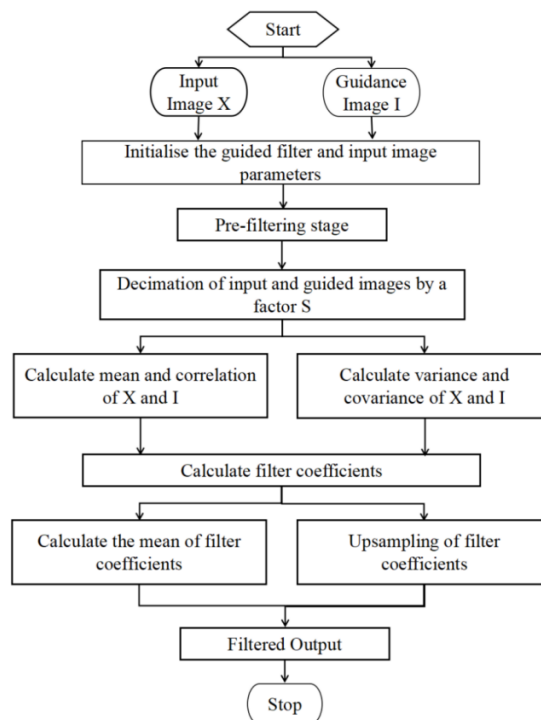 Start
Input
Image X
Guidance
Image I
Initialise the guided filter and input image
parameters
Pre-filtering stage
Decimation of input and guided images by a
factor S
Calculate mean and correlation
of X and I
Calculate variance and
covariance of X and I
Calculate filter coefficients
Calculate the mean of filter
coefficients
Upsampling of filter
coefficients
Filtered Output
Stop